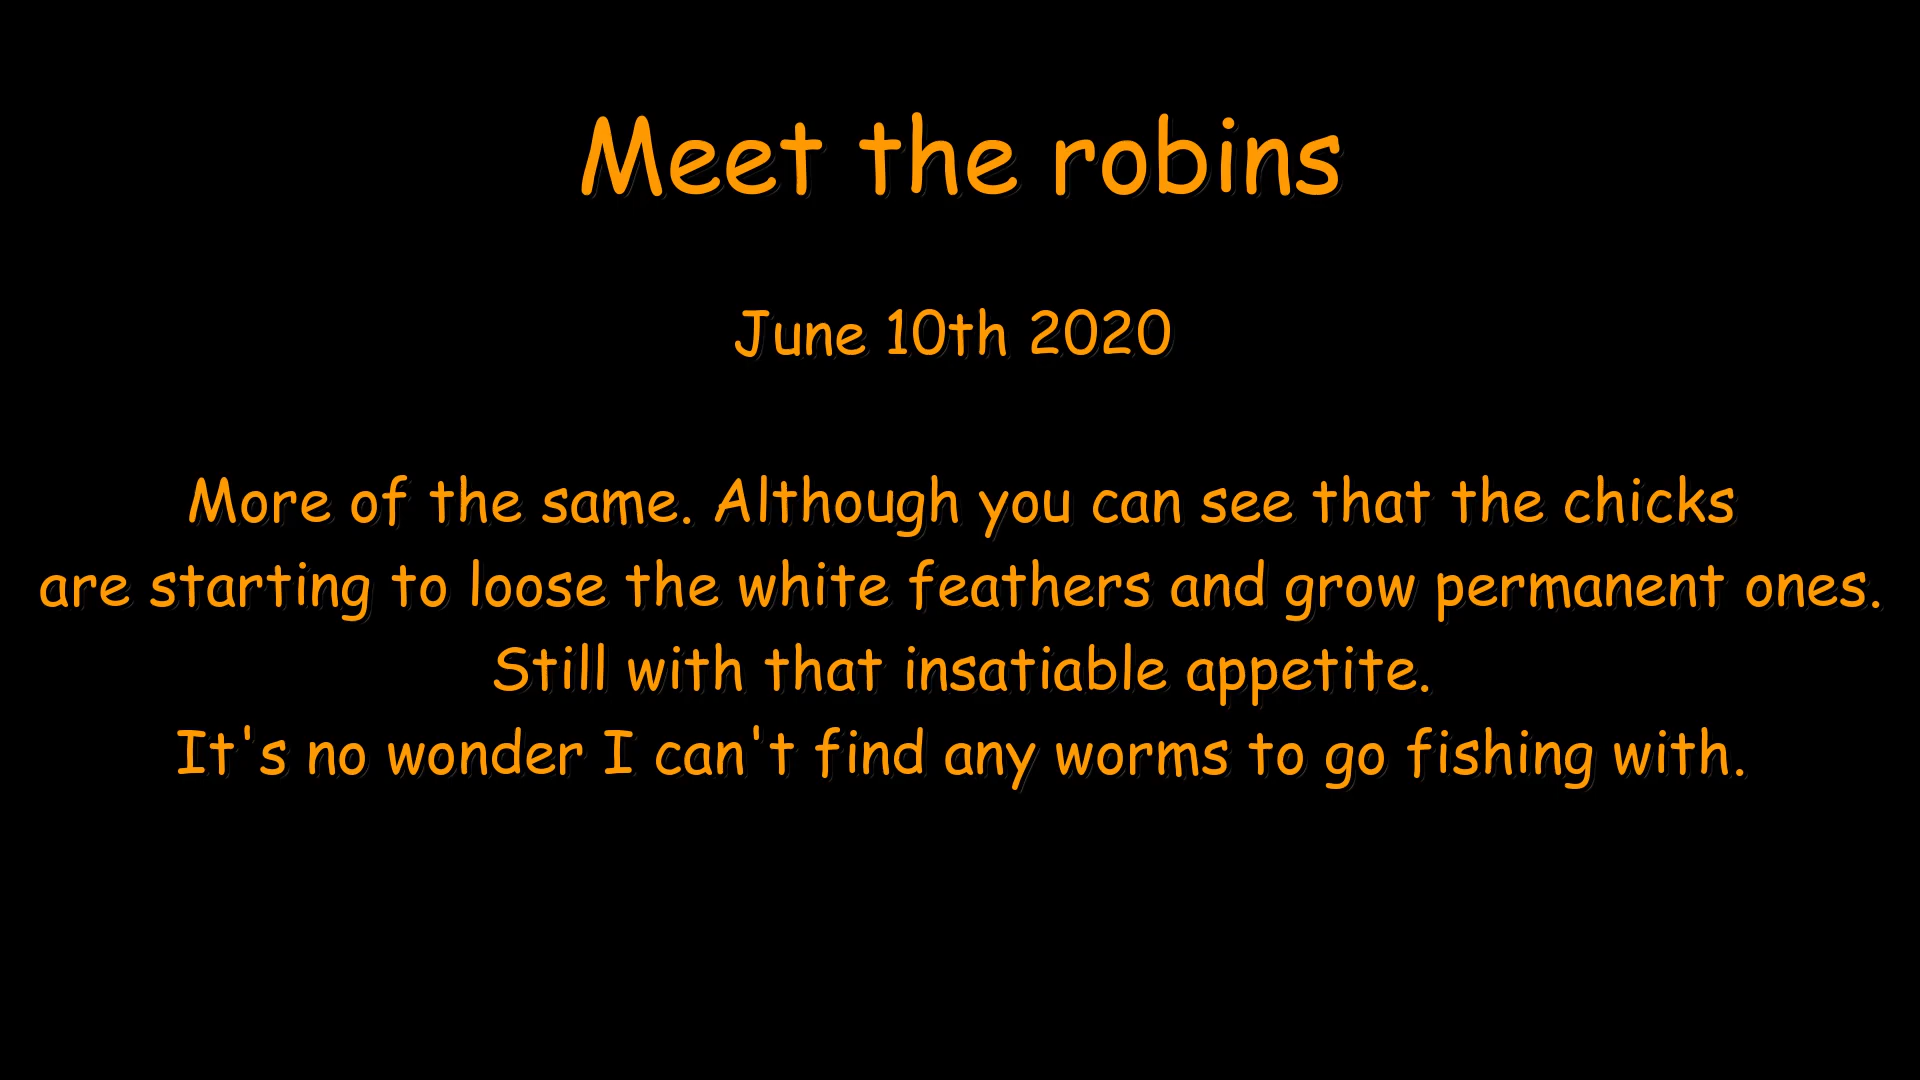 Meet the robins
June 10th 2020
More of the same. Although you can see that the chicks
are starting to loose the white feathers and grow permanent ones.
Still with that insatiable appetite.
It's no wonder I can't find any worms to go fishing with.